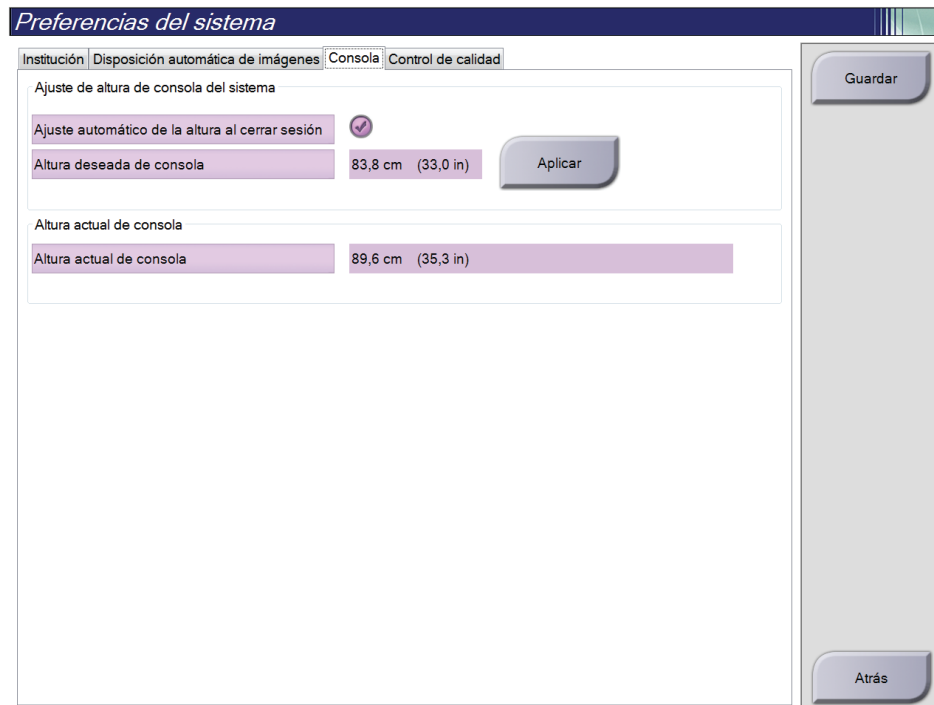 Preferencias del sistema
Institución Disposición automática de imágenes Consola Control de calidad
Guardar
Ajuste de altura de consola del sistema
Ajuste automático de la altura al cerrar sesión
Altura deseada de consola 83,8 cm (33,0 in) Aplicar
Altura actual de consola
Altura actual de consola 89,6 cm (35,3 in)
Atrás